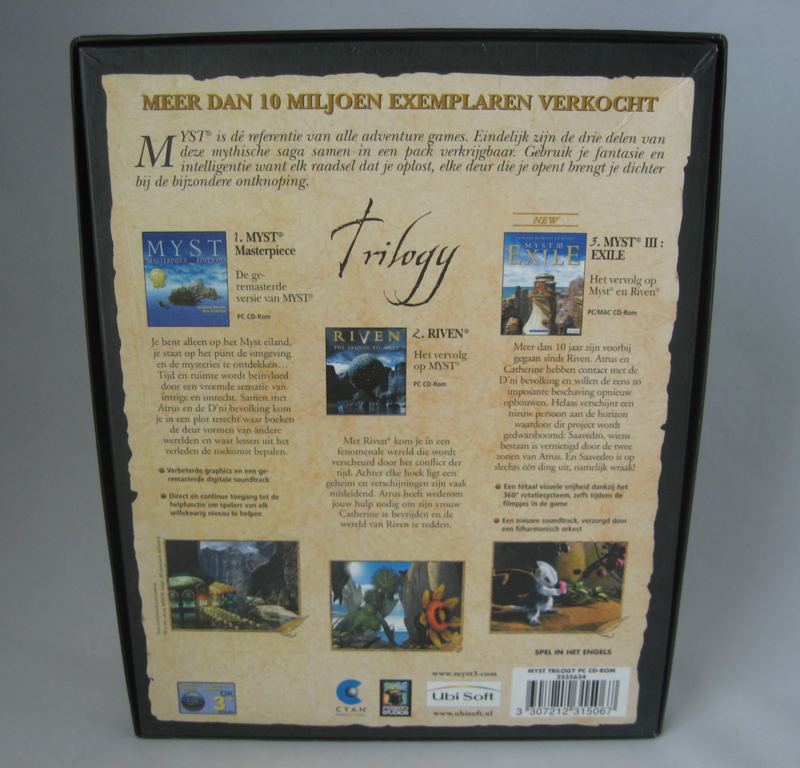 MEER DAN 10 MILJOEN EXEMPLAREN VERKOCHT
MYST® is dé referentie van alle adventure games. Eindelijk zijn de drie delen van
deze mythische saga samen in een pack verkrijgbaar. Gebruik je fantasie en
intelligentie want elk raadsel dat je oplost, elke deur die je opent brengt je dichter
bij de bijzondere ontknoping.
Trilogy
MYST
MASTERPIECE EDITION
1. MYST®
Masterpiece
De ge-
remasterde
versie van MYST®
PC CD-Rom
Je bent alleen op het Myst eiland,
je staat op het punt de omgeving
en de mysteries te ontdekken...
Tijd en ruimte wordt beïnvloed
door een vreemde sensatie van
intrige en onrecht. Samen met
Atrus en de D'ni bevolking kom
je in een plot terecht waar boeken
de deur vormen van andere
werelden en waar lessen uit het
verleden de toekomst bepalen.
Verbeterde graphics en een ge-
remasterde digitale soundtrack
Direct en continue toegang tot de
helpfunctie om spelers van elk
willekeurig niveau te helpen
RIVEN
THE SEQUEL TO MYST
2. RIVEN®
Het vervolg
op MYST®
PC CD-Rom
Met Riven® kom je in een
fenomenale wereld die wordt
verscheurd door het conflict der
tijd. Achter elke hoek ligt een
geheim en verschijningen zijn vaak
misleidend. Atrus heeft wederom
jouw hulp nodig om zijn vrouw
Catherine te bevrijden en de
wereld van Riven te redden.
NEW
MYST III
EXILE
3. MYST® III :
EXILE
Het vervolg op
Myst® en Riven®
PC/MAC CD-Rom
Meer dan 10 jaar zijn voorbij
gegaan sinds Riven. Atrus en
Catherine hebben contact met de
D'ni bevolking en willen de eens zo
imposante beschaving opnieuw
opbouwen. Helaas verschijnt een
nieuw persoon aan de horizon
waardoor dit project wordt
gedwarsboomd: Saavedro, wiens
bestaan is vernietigd door de twee
zonen van Atrus. En Saavedro is op
slechts één ding uit, namelijk wraak!
Een totaal visuele vrijheid dankzij het
360° rotatiesysteem, zelfs tijdens de
filmpjes in de game
Een nieuwe soundtrack, verzorgd door
een filharmonisch orkest
SPEL IN HET ENGELS
OK
3
CYAN
PRESTO
STUDIOS
www.myst3.com
Ubi Soft
www.ubisoft.nl
MYST TRILOGY PC CD-ROM
2235634
3 307212 315067